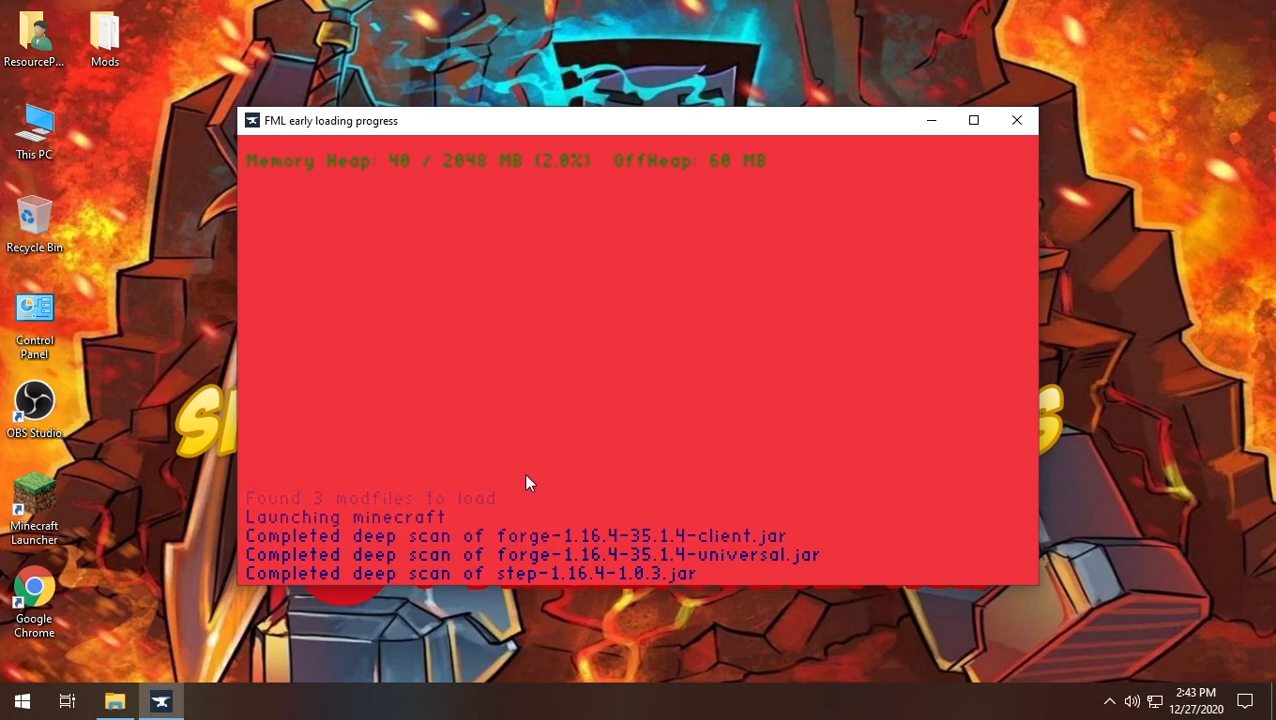 ResourceP...
Mods
This PC
Recycle Bin
Control
Panel
OBS Studio
Minecraft
Launcher
Google
Chrome
FML early loading progress
Memory Heap: 40 / 2048 MB (2.0%)  OffHeap: 60 MB
Found 3 modfiles to load
Launching minecraft
Completed deep scan of forge-1.16.4-35.1.4-client.jar
Completed deep scan of forge-1.16.4-35.1.4-universal.jar
Completed deep scan of step-1.16.4-1.0.3.jar
2:43 PM
12/27/2020